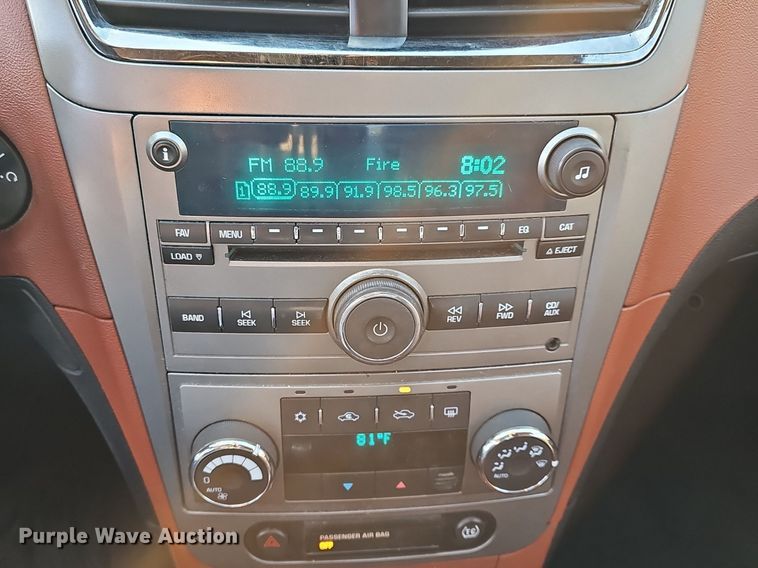 FM 88.9 Fire 8:02
1 88.9 89.9 91.9 98.5 96.3 97.5
FAV MENU EQ CAT
LOAD EJECT
BAND SEEK SEEK REV FWD CD/AUX
81°F
0 AUTO AUTO
PASSENGER AIR BAG
OFF
Purple Wave Auction